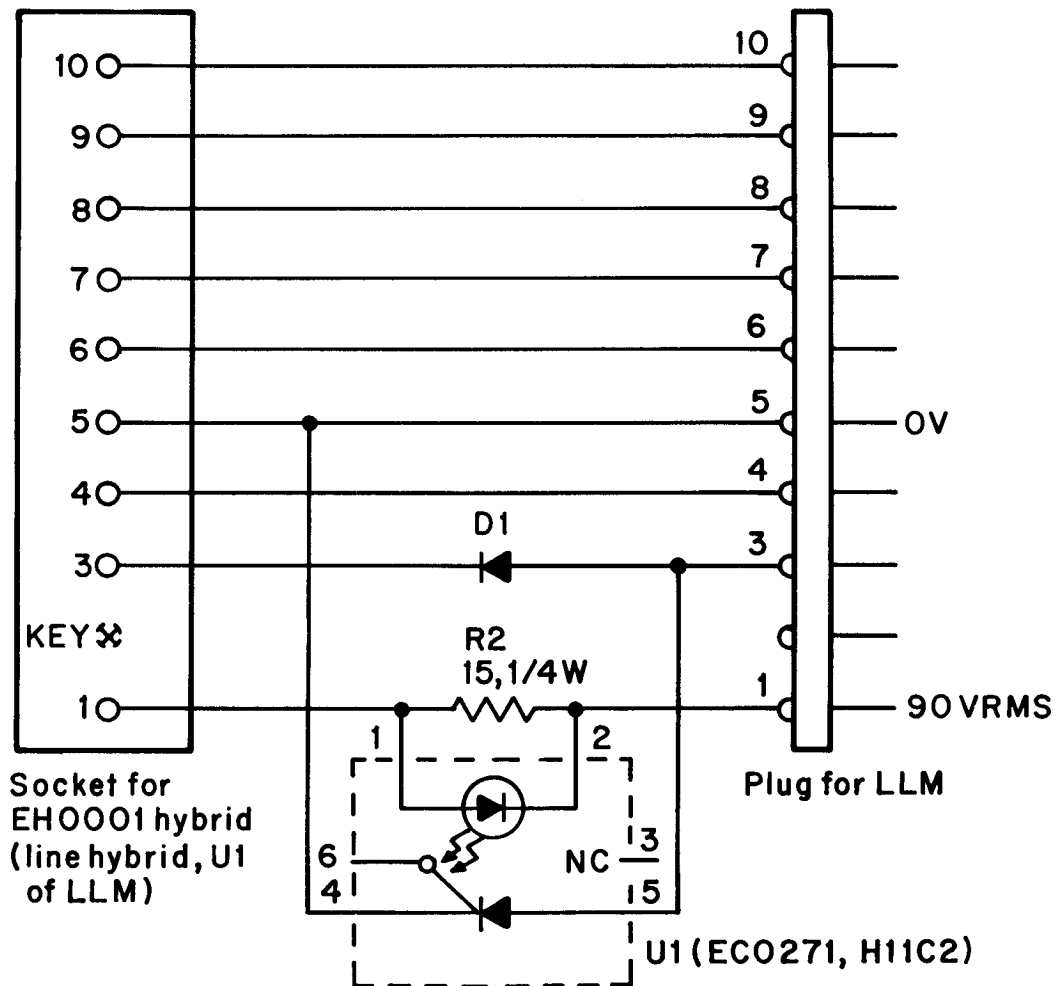 10 10
9 9
8 8
7 7
6 6
5 5 0V
4 4
D1
3 3
KEY
R2
15, 1/4W
1 1 90 VRMS
1 2
Socket for
EH0001 hybrid
(line hybrid, U1
of LLM)
Plug for LLM
6 NC 3
4 5
U1 (ECO271, H11C2)